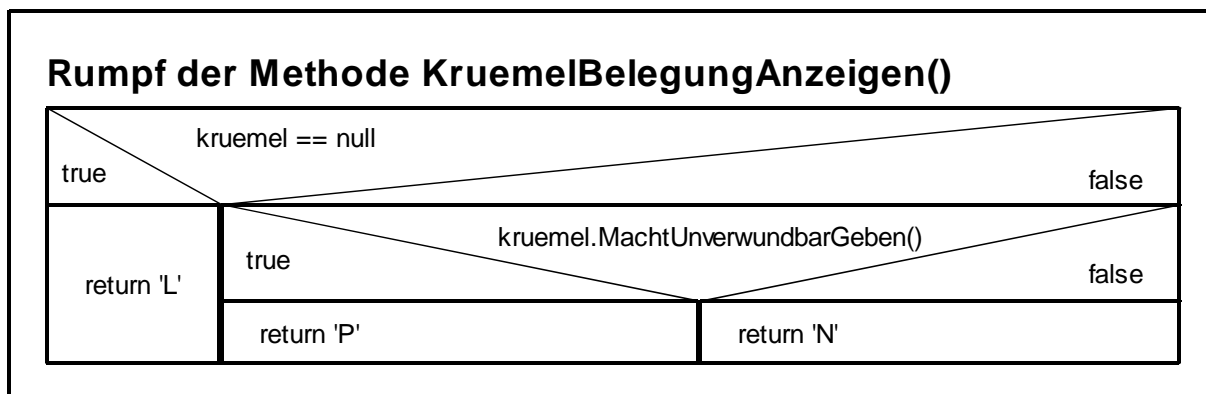 Rumpf der Methode KruemelBelegungAnzeigen()
kruemel == null
true
false
kruemel.MachtUnverwundbarGeben()
true
false
return 'L'
return 'P'
return 'N'